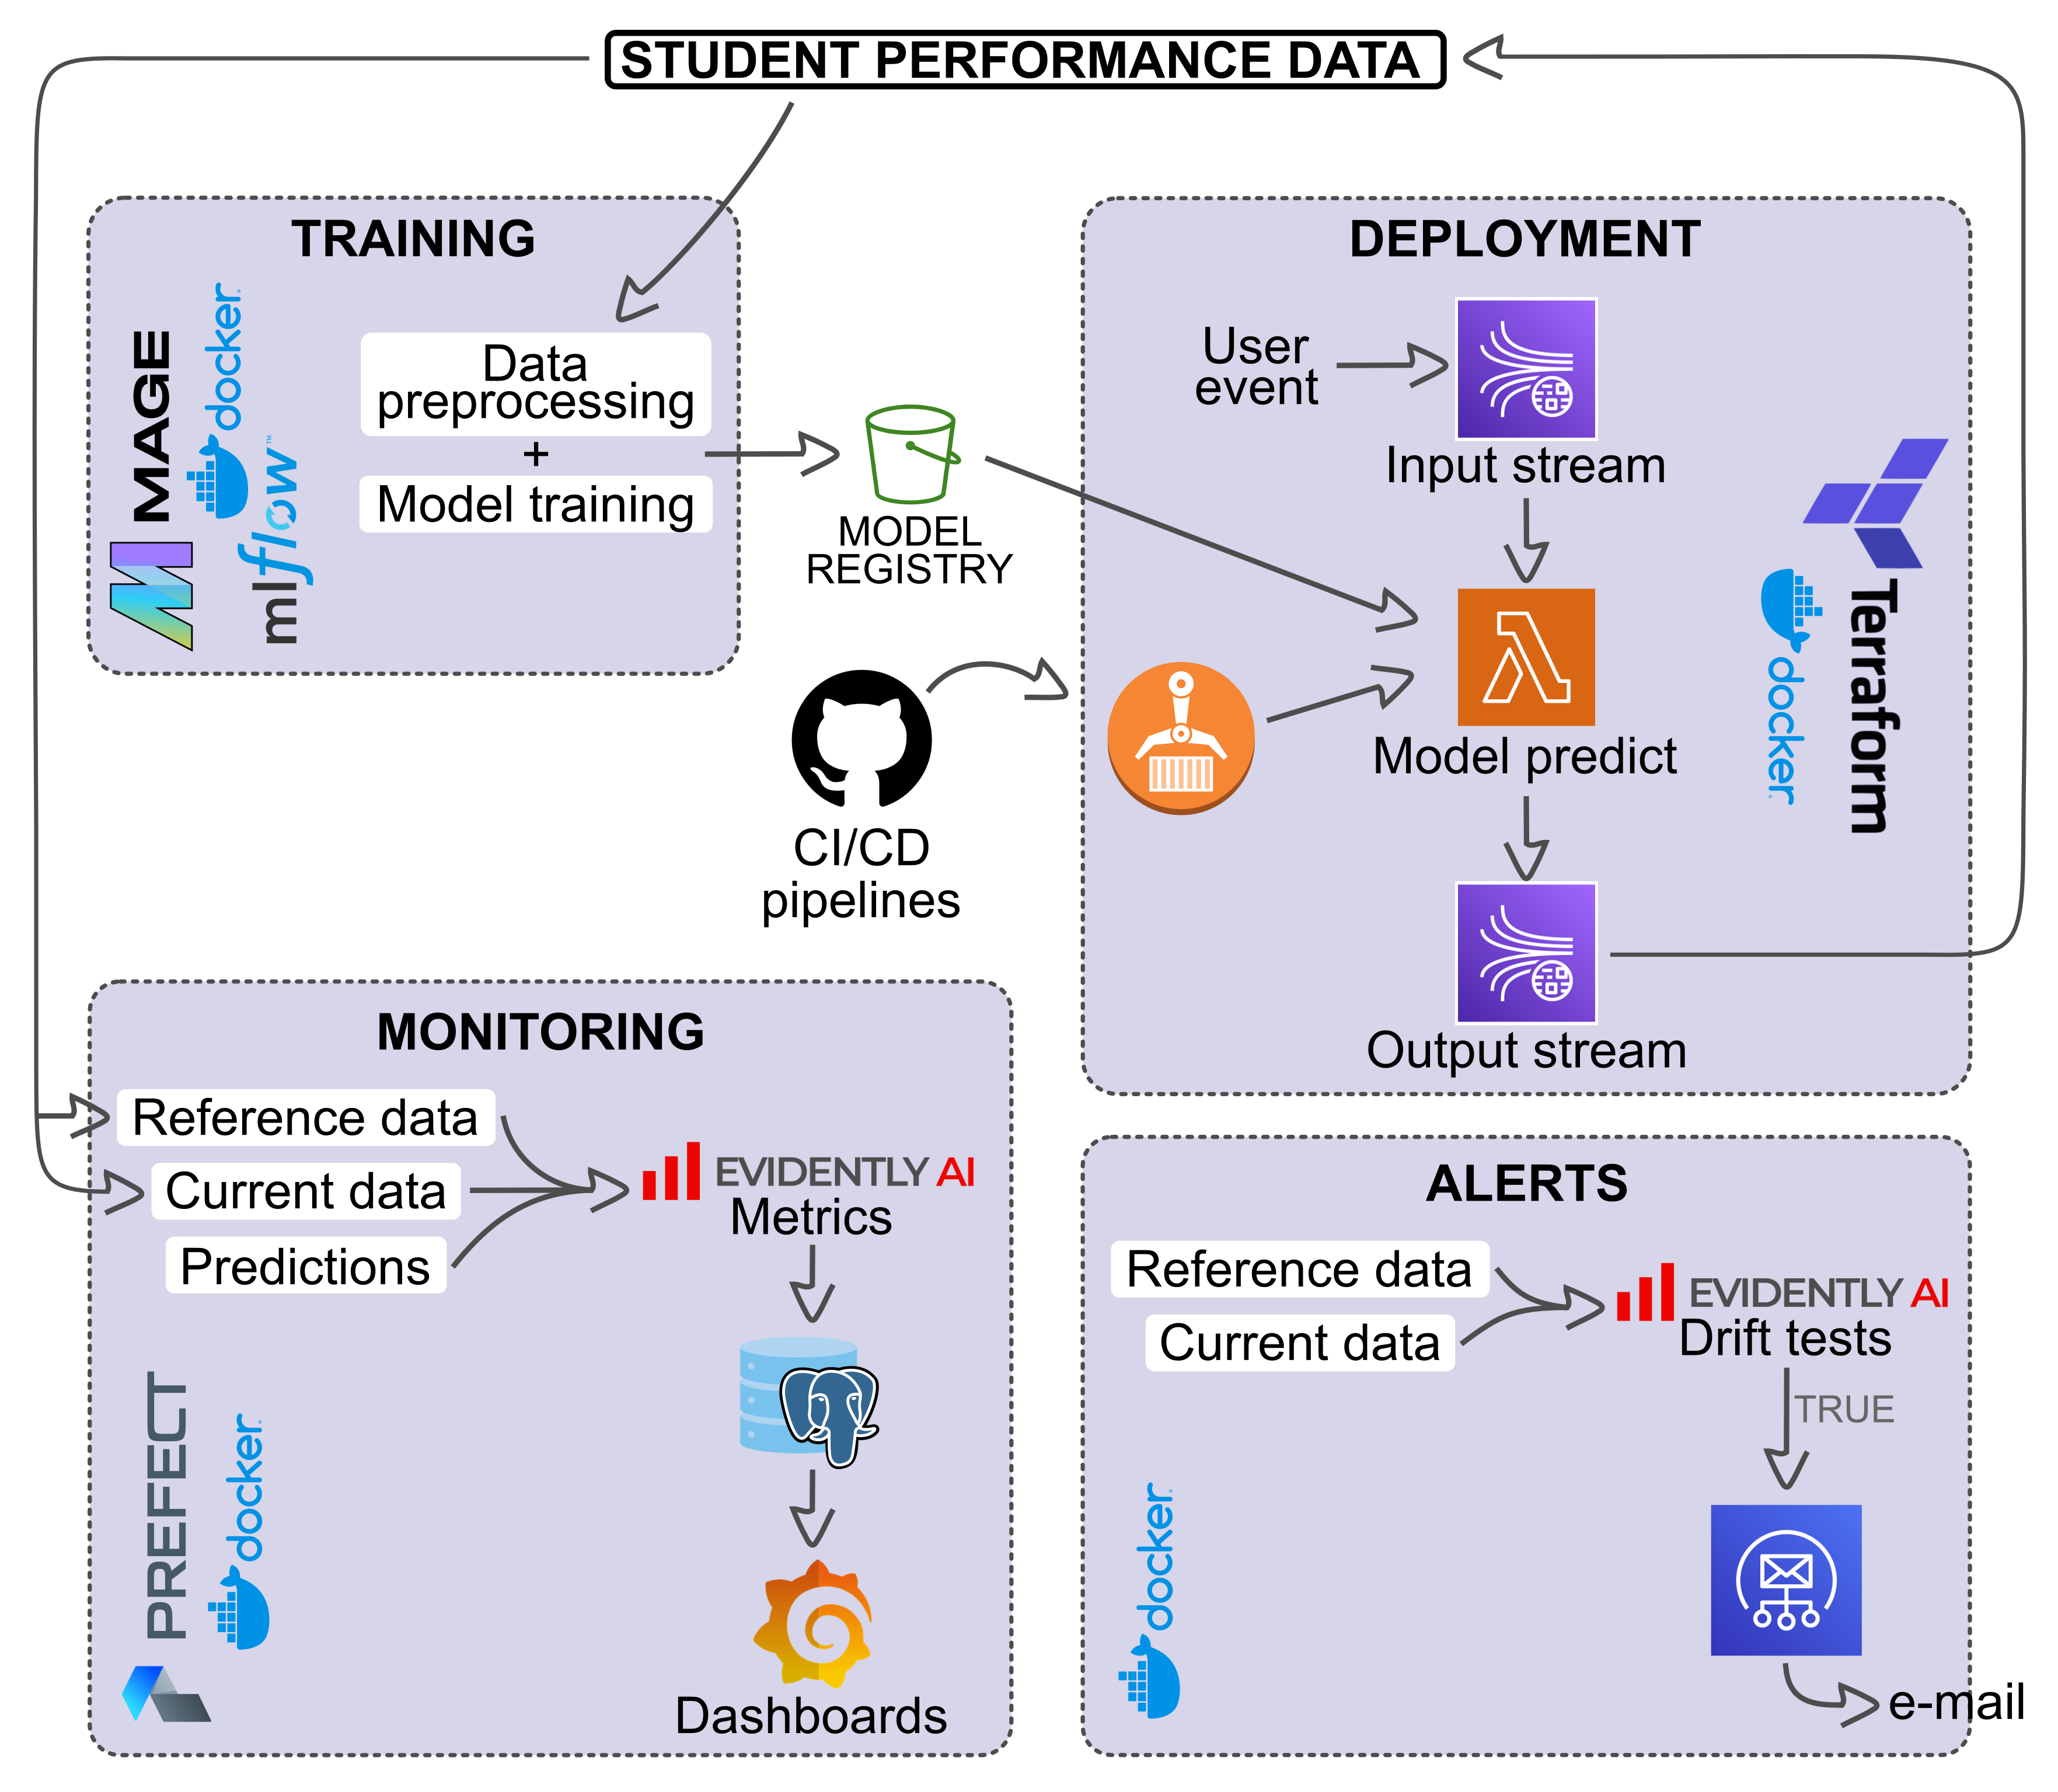 STUDENT PERFORMANCE DATA
TRAINING
MAGE
docker
mlflow™
Data
preprocessing
+
Model training
MODEL
REGISTRY
CI/CD
pipelines
DEPLOYMENT
User
event
Input stream
Model predict
Output stream
docker
Terraform
MONITORING
Reference data
Current data
Predictions
EVIDENTLY AI
Metrics
Dashboards
PREFECT
docker
ALERTS
Reference data
Current data
EVIDENTLY AI
Drift tests
TRUE
docker
e-mail